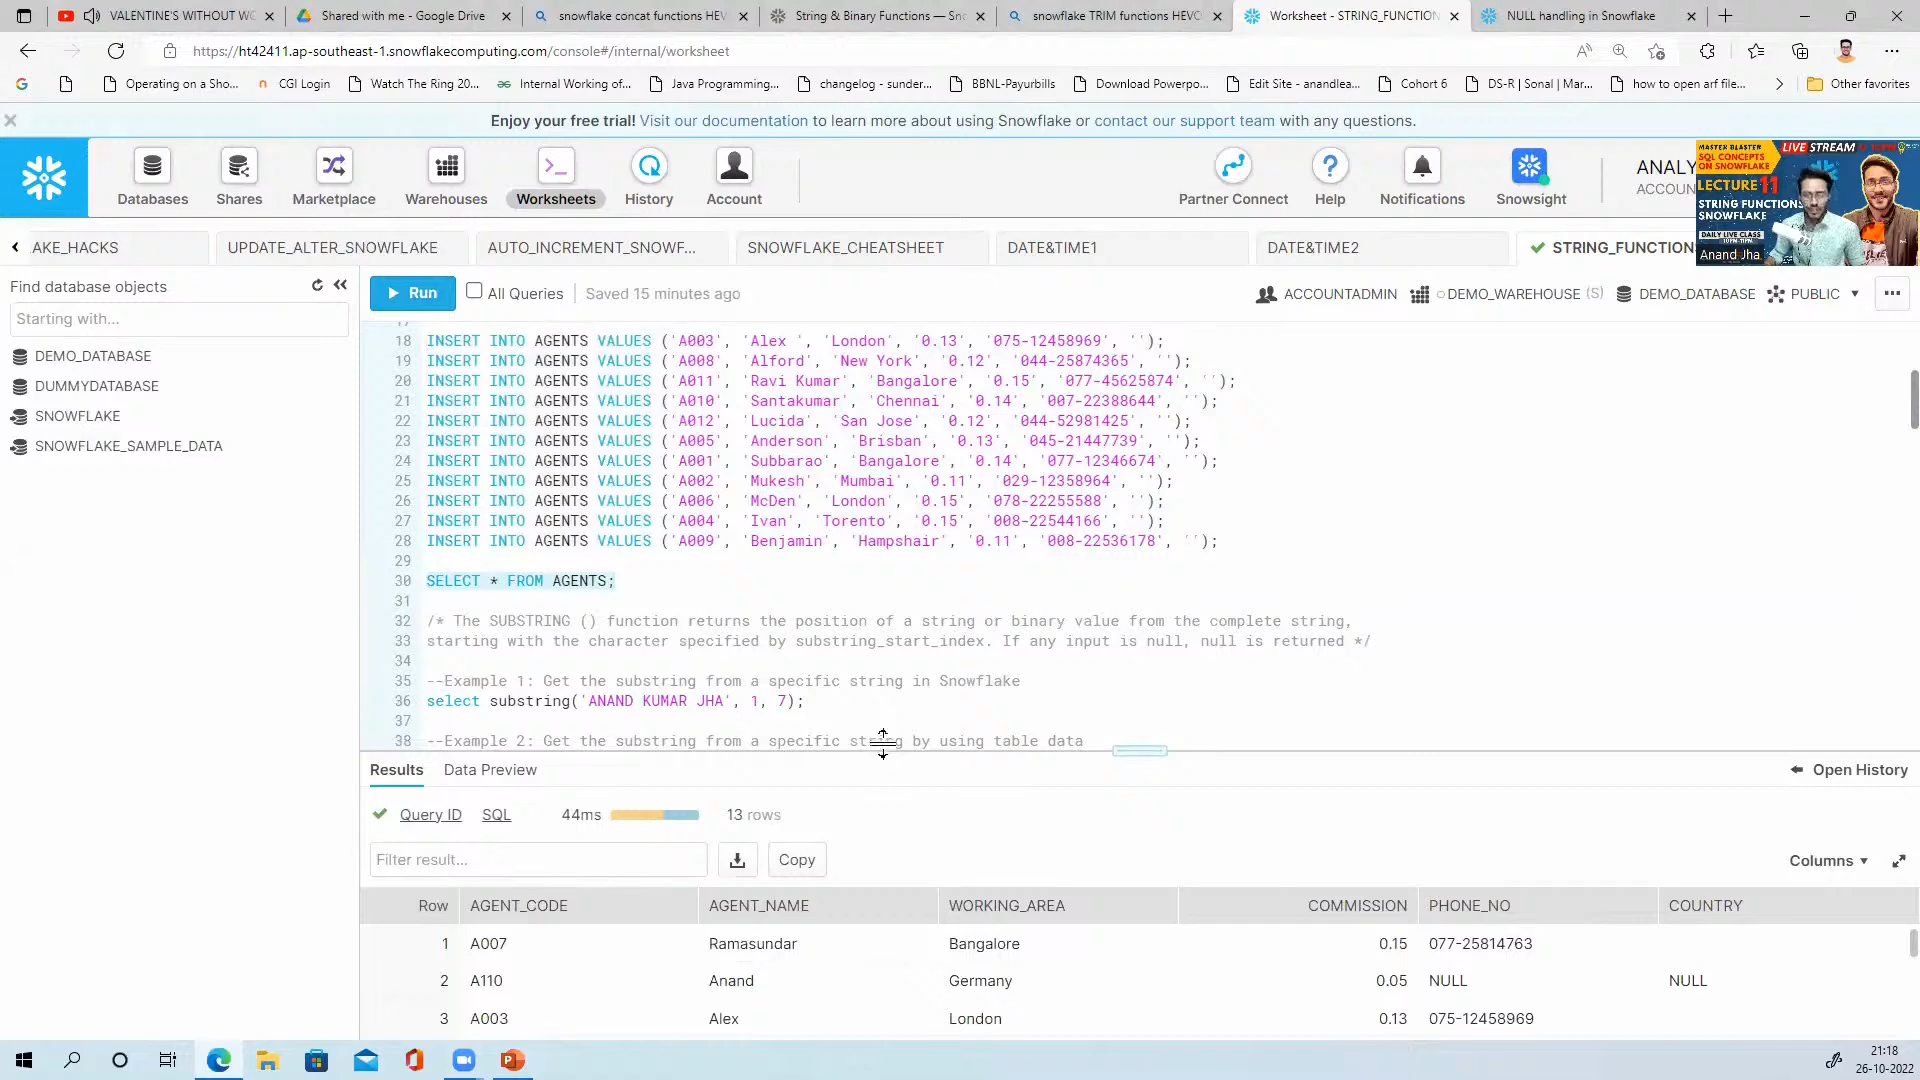 VALENTINE'S WITHOUT WO
Shared with me - Google Drive
snowflake concat functions HEV
String & Binary Functions — Sno
snowflake TRIM functions HEVO
Worksheet - STRING_FUNCTION
NULL handling in Snowflake
https://ht42411.ap-southeast-1.snowflakecomputing.com/console#/internal/worksheet
Operating on a Sho...
CGI Login
Watch The Ring 20...
Internal Working of...
Java Programming...
changelog - sunder...
BBNL-Payurbills
Download Powerpo...
Edit Site - anandlea...
Cohort 6
DS-R | Sonal | Mar...
how to open arf file...
Other favorites
Enjoy your free trial! Visit our documentation to learn more about using Snowflake or contact our support team with any questions.
Databases
Shares
Marketplace
Warehouses
Worksheets
History
Account
Partner Connect
Help
Notifications
Snowsight
ANALY
ACCOUN
MASTER BLASTER
SQL CONCEPTS
ON SNOWFLAKE
LIVE STREAM
LECTURE 11
STRING FUNCTIONS
SNOWFLAKE
DAILY LIVE CLASS
Anand Jha
AKE_HACKS
UPDATE_ALTER_SNOWFLAKE
AUTO_INCREMENT_SNOWF...
SNOWFLAKE_CHEATSHEET
DATE&TIME1
DATE&TIME2
STRING_FUNCTION
Find database objects
Starting with...
DEMO_DATABASE
DUMMYDATABASE
SNOWFLAKE
SNOWFLAKE_SAMPLE_DATA
Run
All Queries
Saved 15 minutes ago
ACCOUNTADMIN
DEMO_WAREHOUSE (S)
DEMO_DATABASE
PUBLIC
17
18 INSERT INTO AGENTS VALUES ('A003', 'Alex ', 'London', '0.13', '075-12458969', '');
19 INSERT INTO AGENTS VALUES ('A008', 'Alford', 'New York', '0.12', '044-25874365', '');
20 INSERT INTO AGENTS VALUES ('A011', 'Ravi Kumar', 'Bangalore', '0.15', '077-45625874', '');
21 INSERT INTO AGENTS VALUES ('A010', 'Santakumar', 'Chennai', '0.14', '007-22388644', '');
22 INSERT INTO AGENTS VALUES ('A012', 'Lucida', 'San Jose', '0.12', '044-52981425', '');
23 INSERT INTO AGENTS VALUES ('A005', 'Anderson', 'Brisban', '0.13', '045-21447739', '');
24 INSERT INTO AGENTS VALUES ('A001', 'Subbarao', 'Bangalore', '0.14', '077-12346674', '');
25 INSERT INTO AGENTS VALUES ('A002', 'Mukesh', 'Mumbai', '0.11', '029-12358964', '');
26 INSERT INTO AGENTS VALUES ('A006', 'McDen', 'London', '0.15', '078-22255588', '');
27 INSERT INTO AGENTS VALUES ('A004', 'Ivan', 'Torento', '0.15', '008-22544166', '');
28 INSERT INTO AGENTS VALUES ('A009', 'Benjamin', 'Hampshair', '0.11', '008-22536178', '');
29
30 SELECT * FROM AGENTS;
31
32 /* The SUBSTRING () function returns the position of a string or binary value from the complete string,
33 starting with the character specified by substring_start_index. If any input is null, null is returned */
34
35 --Example 1: Get the substring from a specific string in Snowflake
36 select substring('ANAND KUMAR JHA', 1, 7);
37
38 --Example 2: Get the substring from a specific string by using table data
Results
Data Preview
Open History
Query ID
SQL
44ms
13 rows
Filter result...
Copy
Columns
Row AGENT_CODE AGENT_NAME WORKING_AREA COMMISSION PHONE_NO COUNTRY
1 A007 Ramasundar Bangalore 0.15 077-25814763
2 A110 Anand Germany 0.05 NULL NULL
3 A003 Alex London 0.13 075-12458969
21:18
26-10-2022